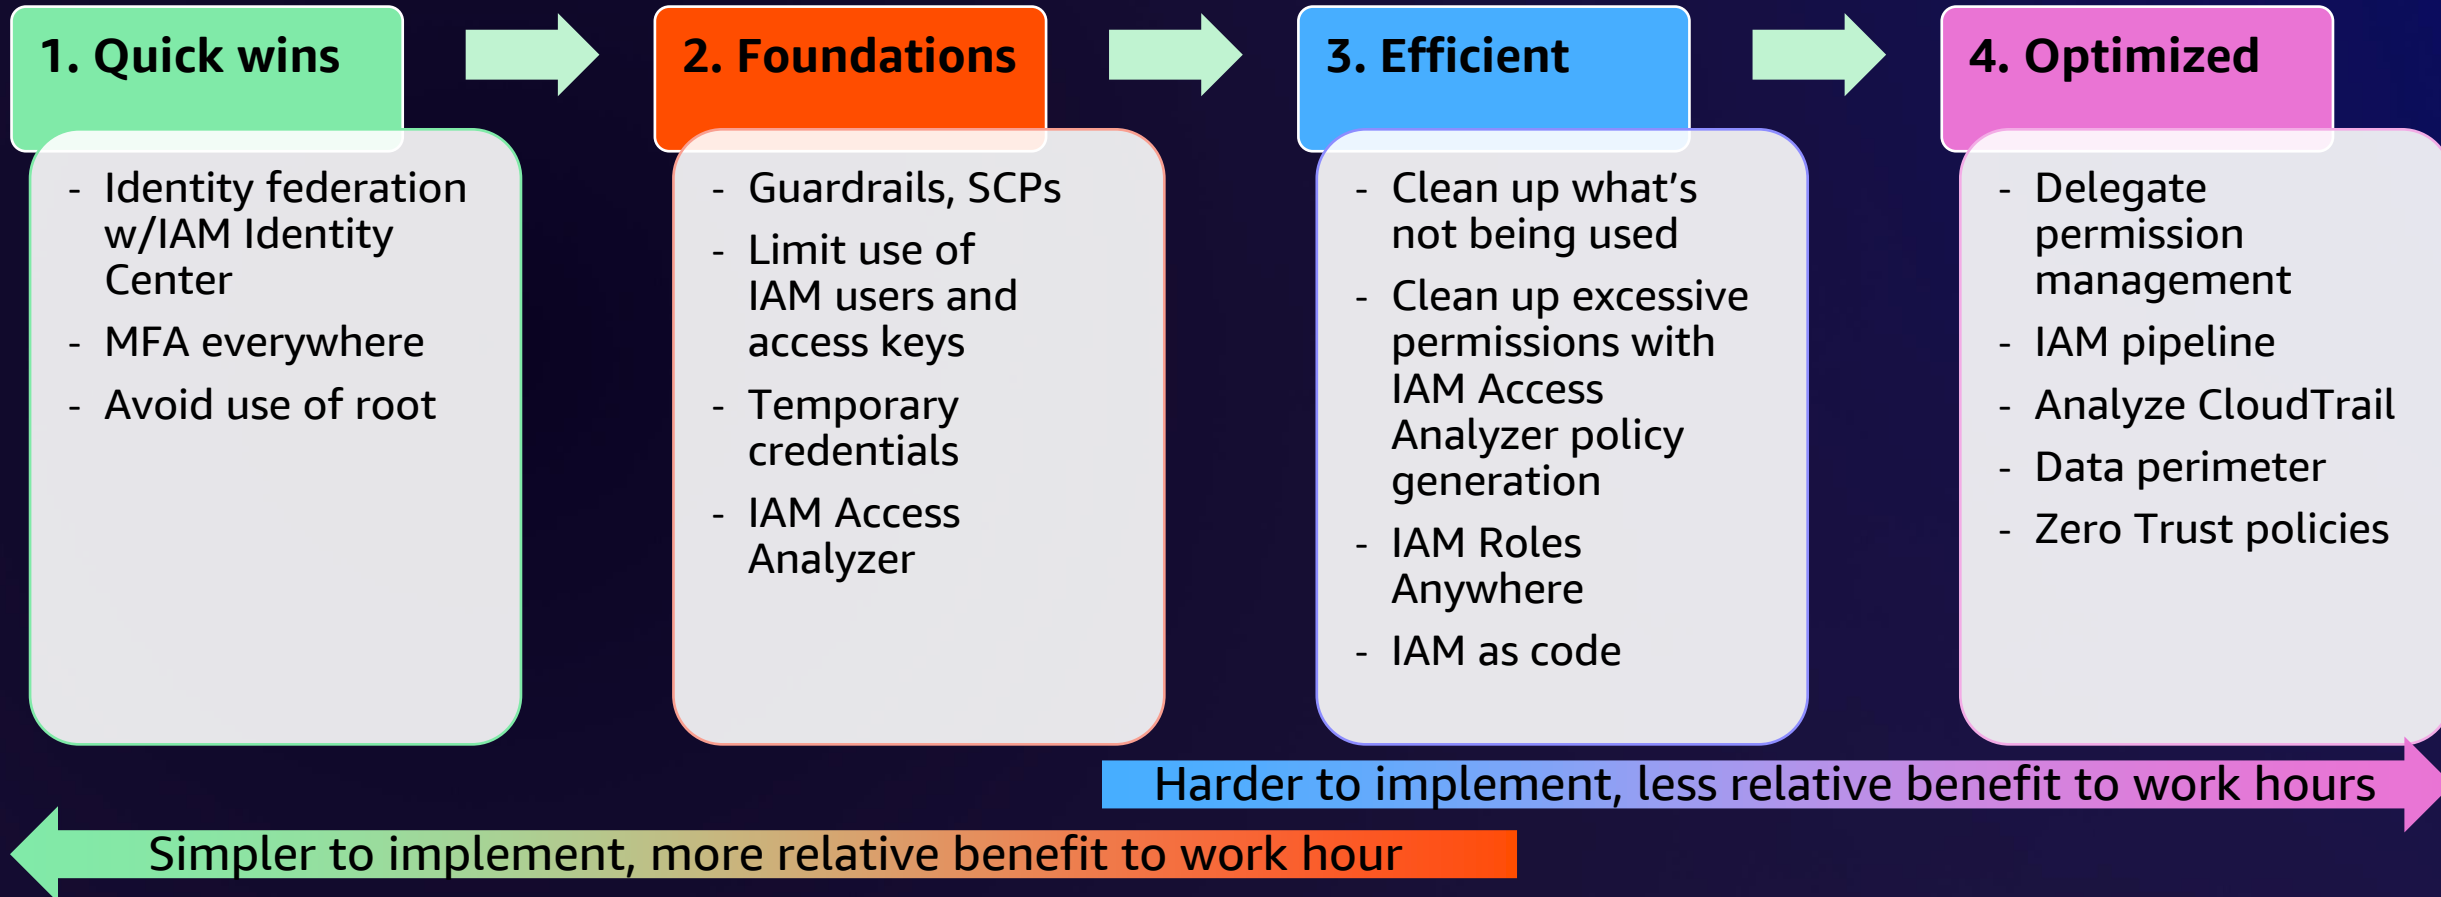 1. Quick wins
- Identity federation
w/IAM Identity
Center
- MFA everywhere
- Avoid use of root
2. Foundations
- Guardrails, SCPs
- Limit use of
IAM users and
access keys
- Temporary
credentials
- IAM Access
Analyzer
3. Efficient
- Clean up what’s
not being used
- Clean up excessive
permissions with
IAM Access
Analyzer policy
generation
- IAM Roles
Anywhere
- IAM as code
4. Optimized
- Delegate
permission
management
- IAM pipeline
- Analyze CloudTrail
- Data perimeter
- Zero Trust policies
Harder to implement, less relative benefit to work hours
Simpler to implement, more relative benefit to work hour